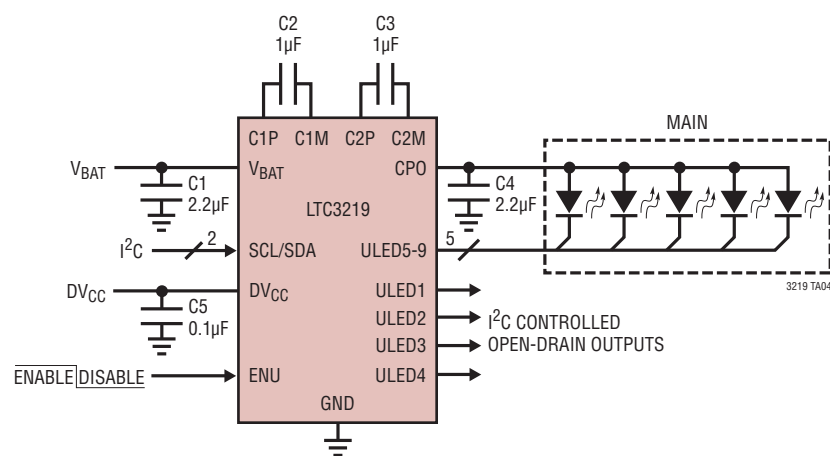 C2
1µF
C3
1µF
C1P C1M C2P C2M
MAIN
V_BAT
V_BAT
CPO
C1
2.2µF
C4
2.2µF
LTC3219
I²C
2
SCL/SDA
ULED5-9
5
DV_CC
DV_CC
ULED1
3219 TA04
C5
0.1µF
ULED2
I²C CONTROLLED
ULED3
OPEN-DRAIN OUTPUTS
ENABLE DISABLE
ENU
ULED4
GND